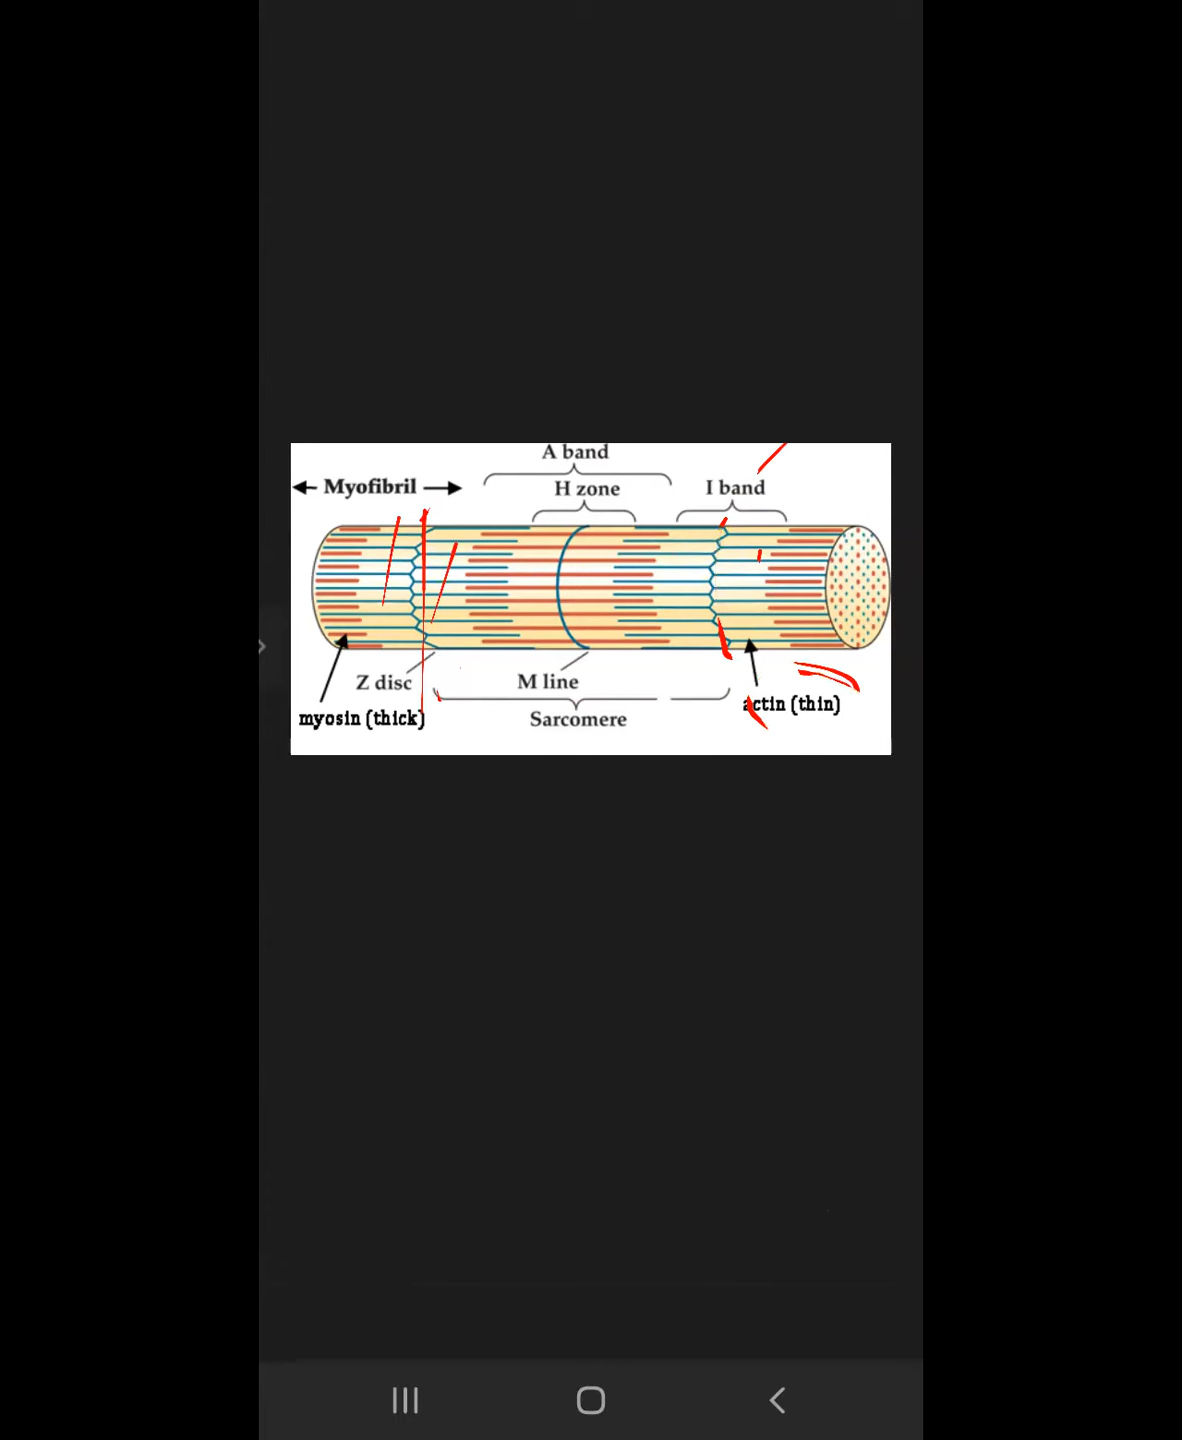 A band
Myofibril
H zone
I band
Z disc
M line
myosin (thick)
Sarcomere
actin (thin)